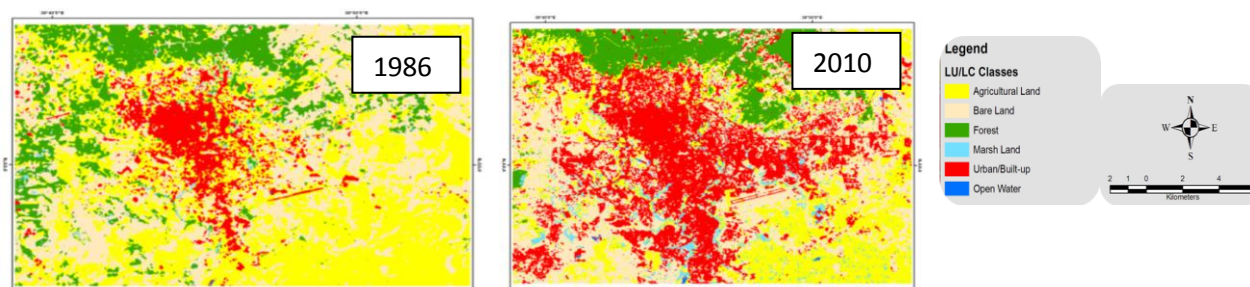 1986
2010
Legend
LU/LC Classes
Agricultural Land
Bare Land
Forest
Marsh Land
Urban/Built-up
Open Water
N
W E
S
2 1 0 2 4
Kilometers